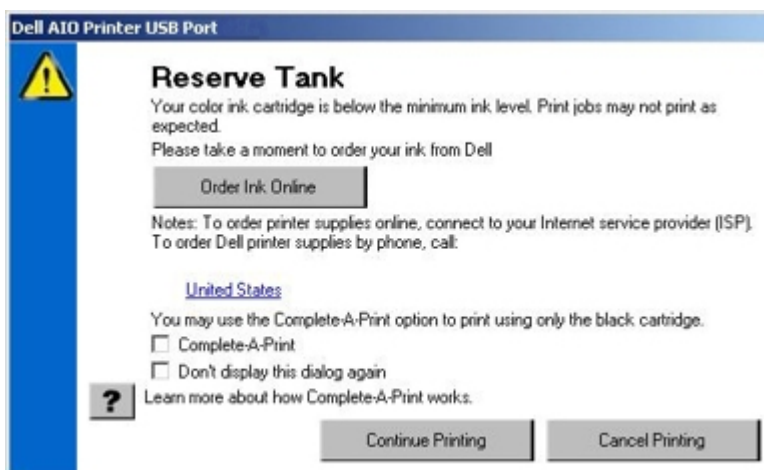 Dell AIO Printer USB Port
Reserve Tank
Your color ink cartridge is below the minimum ink level. Print jobs may not print as
expected.
Please take a moment to order your ink from Dell
Order Ink Online
Notes: To order printer supplies online, connect to your Internet service provider (ISP).
To order Dell printer supplies by phone, call:
United States
You may use the Complete-A-Print option to print using only the black cartridge.
Complete-A-Print
Don't display this dialog again
? Learn more about how Complete-A-Print works.
Continue Printing Cancel Printing